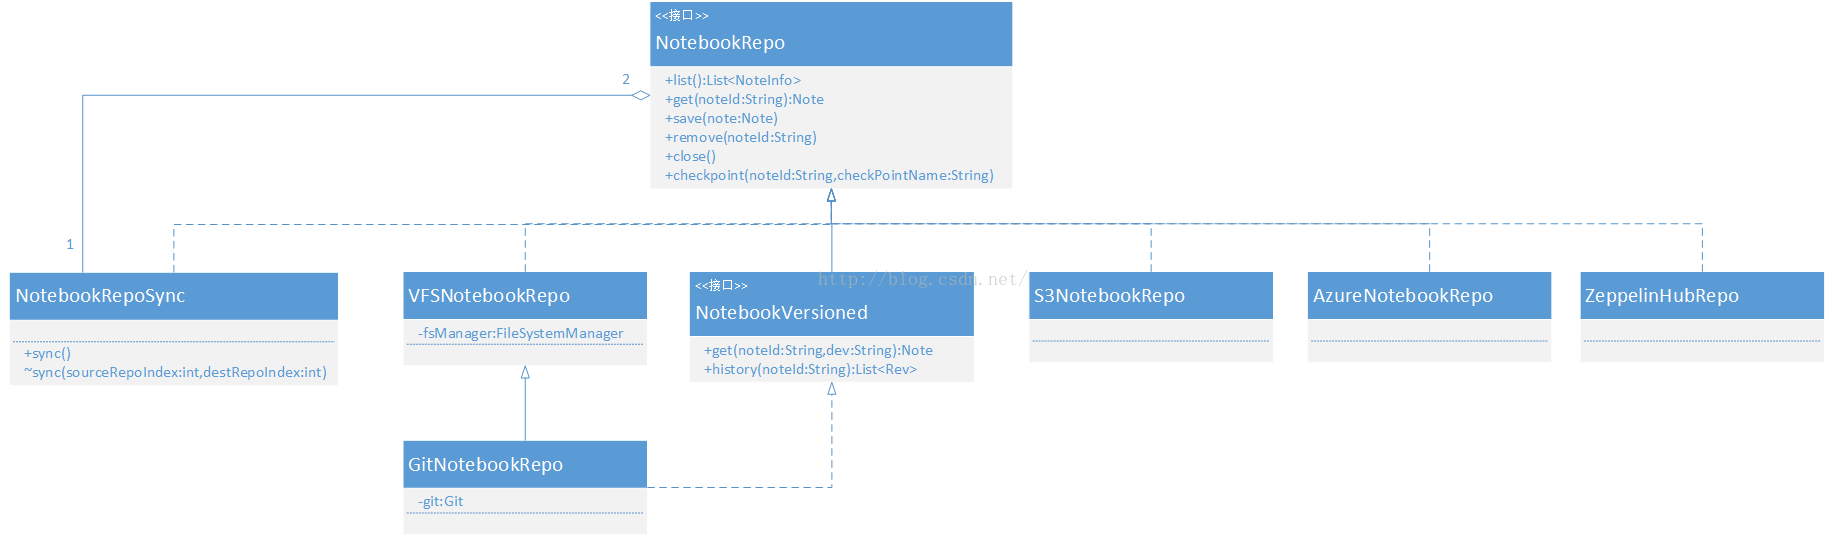 <<接口>>
NotebookRepo
+list():List<NoteInfo>
+get(noteId:String):Note
+save(note:Note)
+remove(noteId:String)
+close()
+checkpoint(noteId:String,checkPointName:String)
2
1
NotebookRepoSync
+sync()
~sync(sourceRepoIndex:int,destRepoIndex:int)
VFSNotebookRepo
-fsManager:FileSystemManager
<<接口>>
NotebookVersioned
+get(noteId:String,dev:String):Note
+history(noteId:String):List<Rev>
http://blog.csdn.net/
S3NotebookRepo
AzureNotebookRepo
ZeppelinHubRepo
GitNotebookRepo
-git:Git